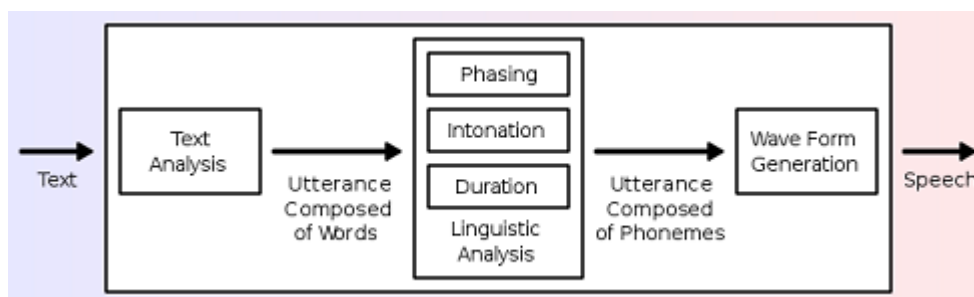 Text
Text
Analysis
Utterance
Composed
of Words
Phasing
Intonation
Duration
Linguistic
Analysis
Utterance
Composed
of Phonemes
Wave Form
Generation
Speech